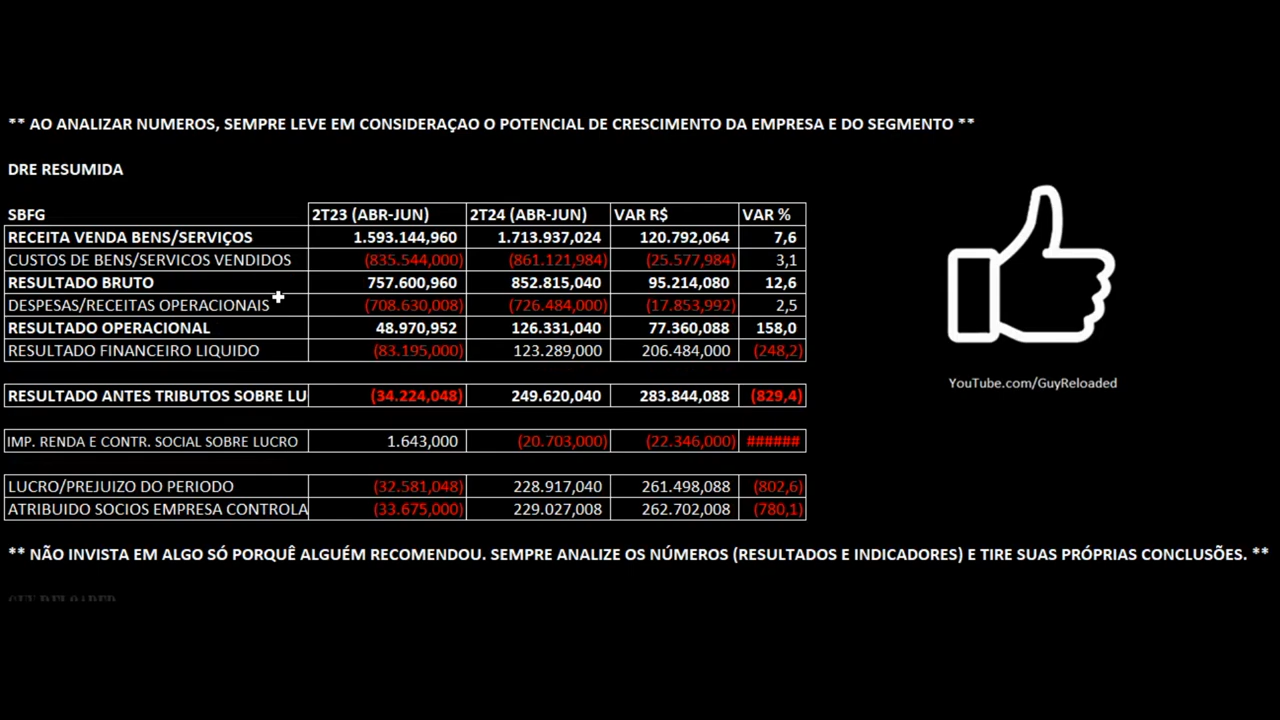 ** AO ANALIZAR NUMEROS, SEMPRE LEVE EM CONSIDERAÇAO O POTENCIAL DE CRESCIMENTO DA EMPRESA E DO SEGMENTO **
DRE RESUMIDA
SBFG 2T23 (ABR-JUN) 2T24 (ABR-JUN) VAR R$ VAR %
RECEITA VENDA BENS/SERVIÇOS 1.593.144,960 1.713.937,024 120.792,064 7,6
CUSTOS DE BENS/SERVICOS VENDIDOS (835.544,000) (861.121,984) (25.577,984) 3,1
RESULTADO BRUTO 757.600,960 852.815,040 95.214,080 12,6
DESPESAS/RECEITAS OPERACIONAIS (708.630,008) (726.484,000) (17.853,992) 2,5
RESULTADO OPERACIONAL 48.970,952 126.331,040 77.360,088 158,0
RESULTADO FINANCEIRO LIQUIDO (83.195,000) 123.289,000 206.484,000 (248,2)
RESULTADO ANTES TRIBUTOS SOBRE LU (34.224,048) 249.620,040 283.844,088 (829,4)
IMP. RENDA E CONTR. SOCIAL SOBRE LUCRO 1.643,000 (20.703,000) (22.346,000) ######
LUCRO/PREJUIZO DO PERIODO (32.581,048) 228.917,040 261.498,088 (802,6)
ATRIBUIDO SOCIOS EMPRESA CONTROLA (33.675,000) 229.027,008 262.702,008 (780,1)
YouTube.com/GuyReloaded
** NÃO INVISTA EM ALGO SÓ PORQUÊ ALGUÉM RECOMENDOU. SEMPRE ANALIZE OS NÚMEROS (RESULTADOS E INDICADORES) E TIRE SUAS PRÓPRIAS CONCLUSÕES. **